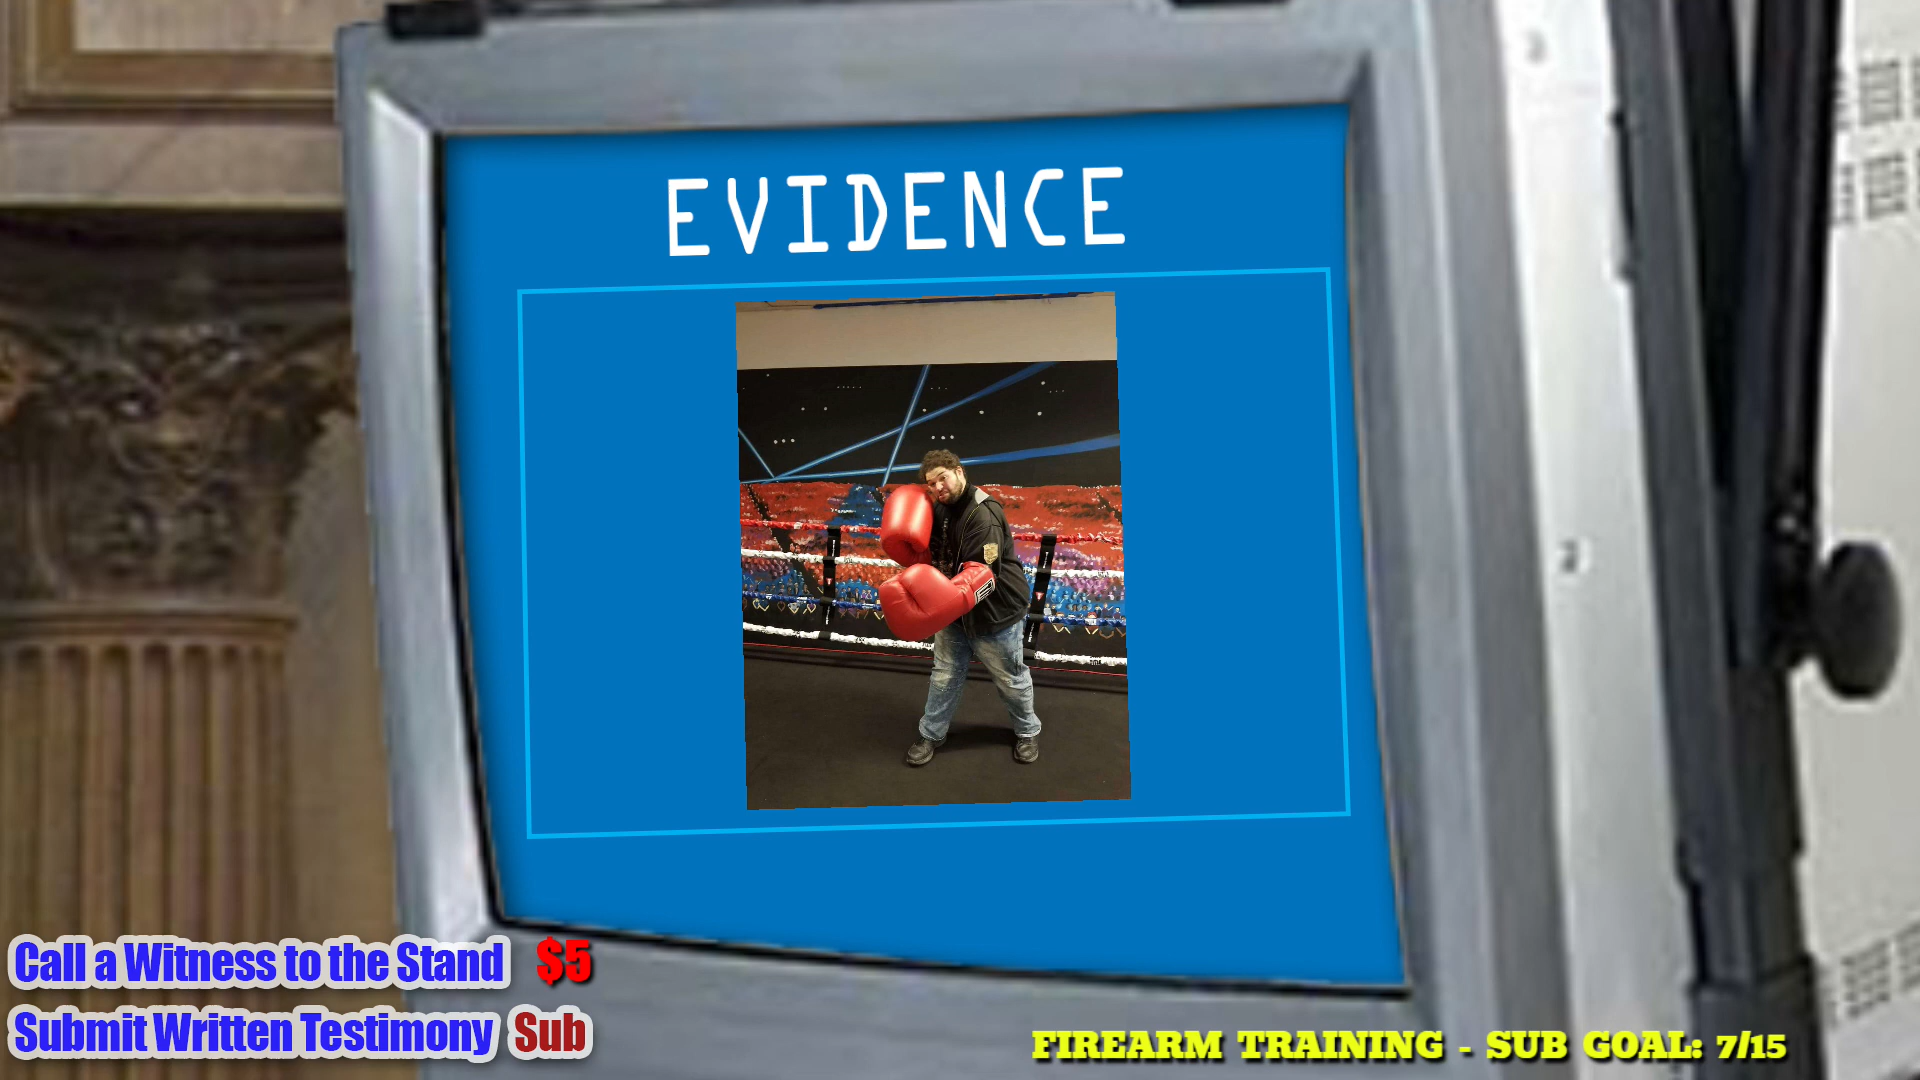 EVIDENCE
Call a Witness to the Stand $5
Submit Written Testimony Sub
FIREARM TRAINING - SUB GOAL: 7/15